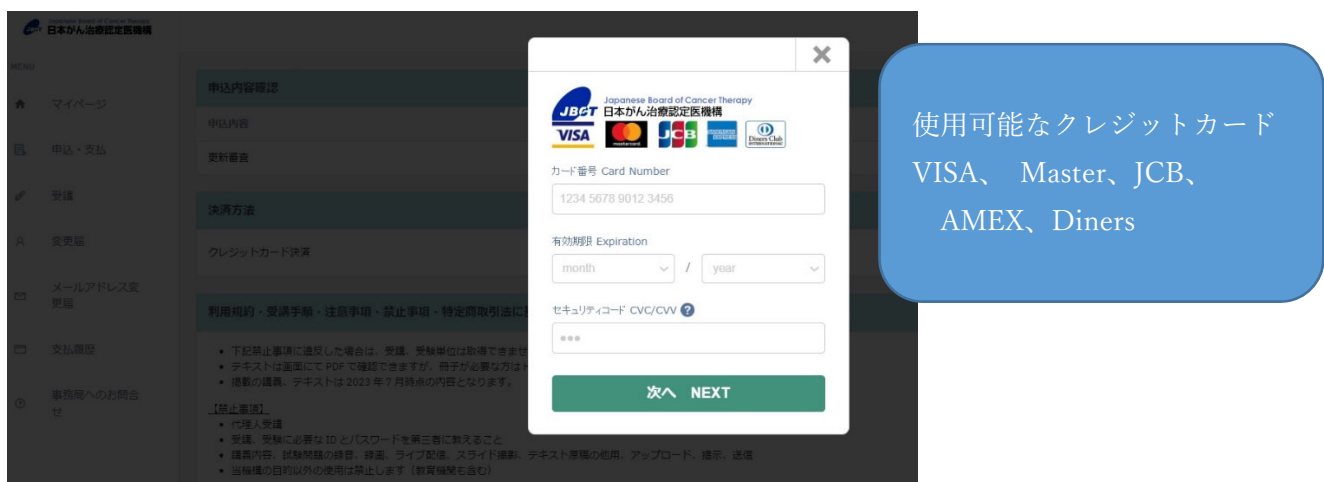 Japanese Board of Cancer Therapy
JBCT 日本がん治療認定医機構
MENU
マイページ
申込・支払
受講
変更届
メールアドレス変
更届
支払履歴
事務局へのお問合
せ
申込内容確認
申込内容
更新審査
決済方法
クレジットカード決済
利用規約・受講手順・注意事項・禁止事項・特定商取引法に
• 下記禁止事項に違反した場合は、受講、受験単位は取得できませ
• テキストは画面にて PDF で確認できますが、冊子が必要な方は
• 掲載の講義、テキストは 2023 年 7 月時点の内容となります。
【禁止事項】
• 代理人受講
• 受講、受験に必要な ID とパスワードを第三者に教えること
• 講義内容、試験問題の録音、録画、ライブ配信、スライド撮影、テキスト原稿の他用、アップロード、掲示、送信
• 当機構の目的以外の使用は禁止します（教育機関も含む）
Japanese Board of Cancer Therapy
JBCT 日本がん治療認定医機構
VISA mastercard JCB AMERICAN EXPRESS Diners Club INTERNATIONAL
カード番号 Card Number
1234 5678 9012 3456
有効期限 Expiration
month / year
セキュリティコード CVC/CVV ?
次へ NEXT
使用可能なクレジットカード
VISA、 Master、JCB、
AMEX、Diners